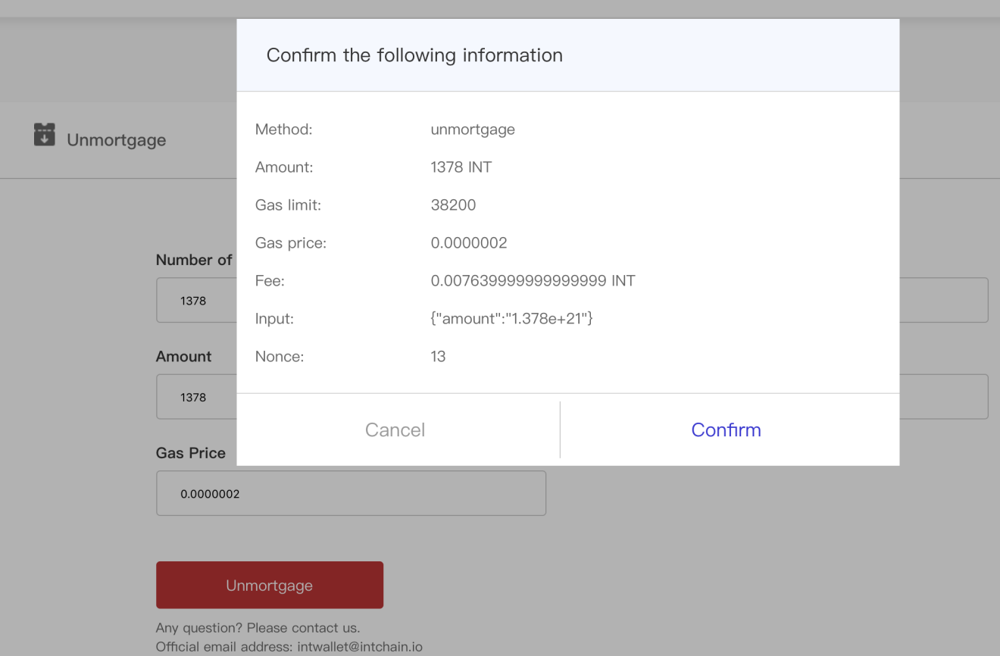 Confirm the following information
Method: unmortgage
Amount: 1378 INT
Gas limit: 38200
Gas price: 0.0000002
Fee: 0.007639999999999999 INT
Input: {"amount":"1.378e+21"}
Nonce: 13
Cancel Confirm
Unmortgage
Number of
1378
Amount
1378
Gas Price
0.0000002
Unmortgage
Any question? Please contact us.
Official email address: intwallet@intchain.io